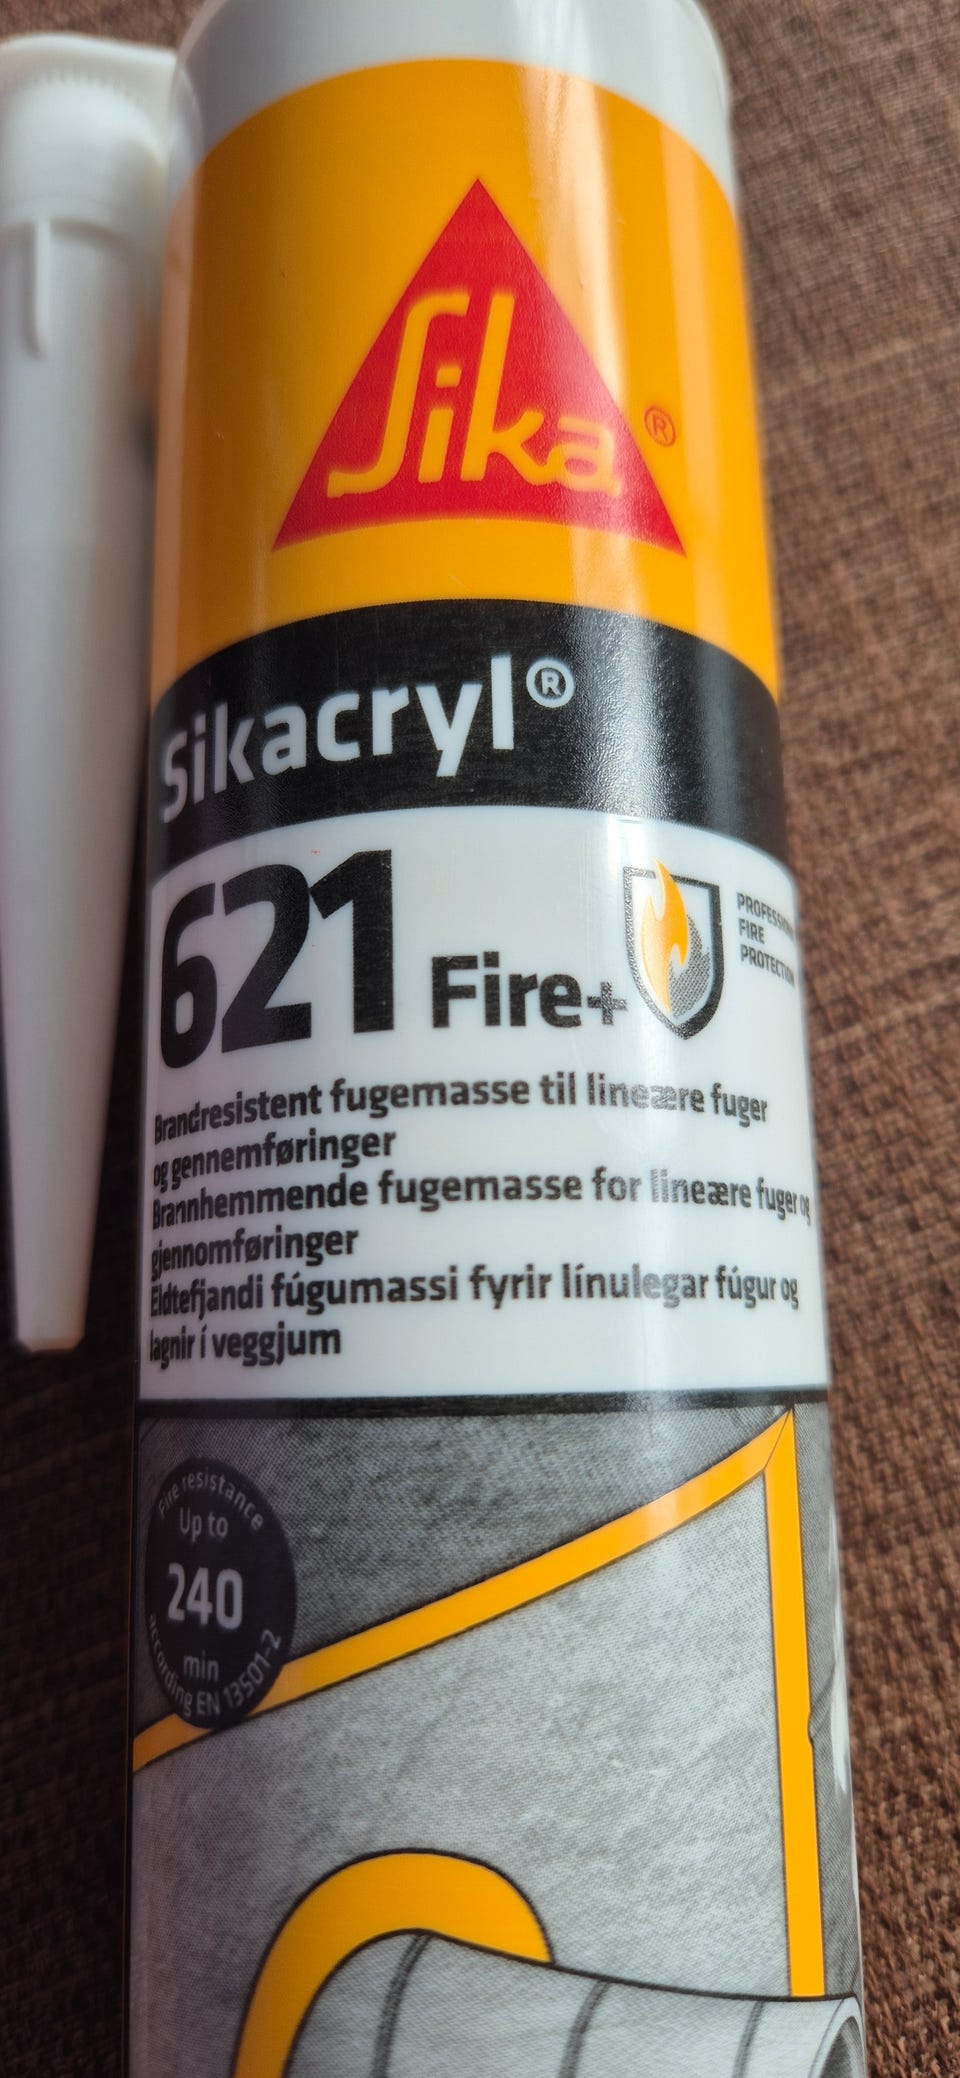 Sika®
Sikacryl®
621 Fire+
PROFESSIONAL
FIRE
PROTECTION
Brandresistent fugemasse til lineære fuger
og gennemføringer
Brannhemmende fugemasse for lineære fuger og
gjennomføringer
Eldtefjandi fúgumassi fyrir línulegar fúgur og
lagnir í veggjum
Fire resistance
Up to
240
min
according EN 13501-2